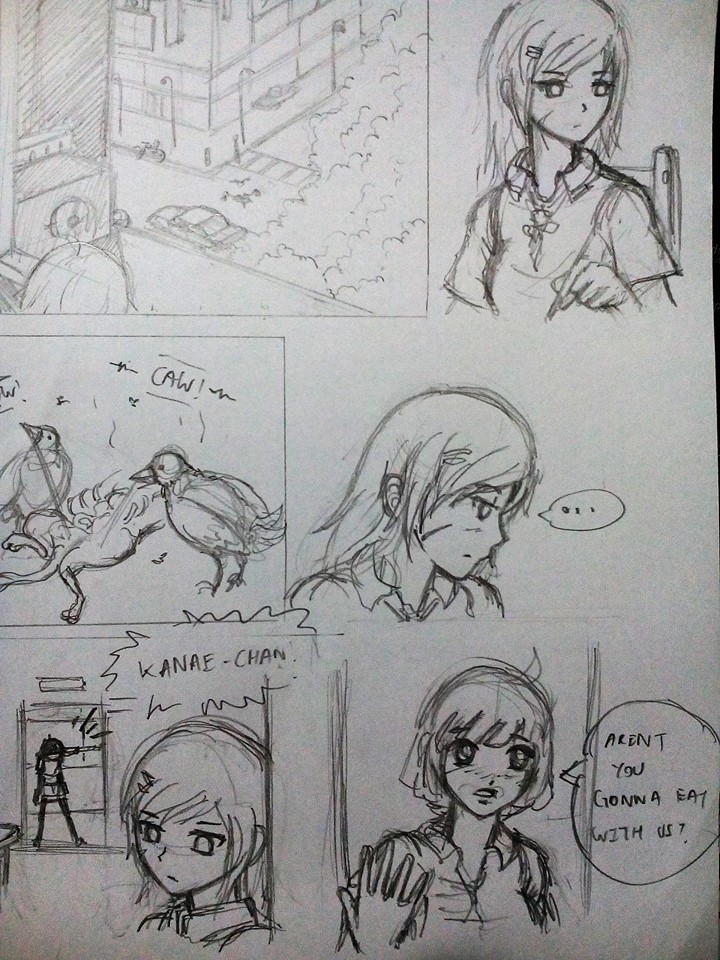 CAW!
...
KANAE-CHAN!
ARENT
YOU
GONNA EAT
WITH US?